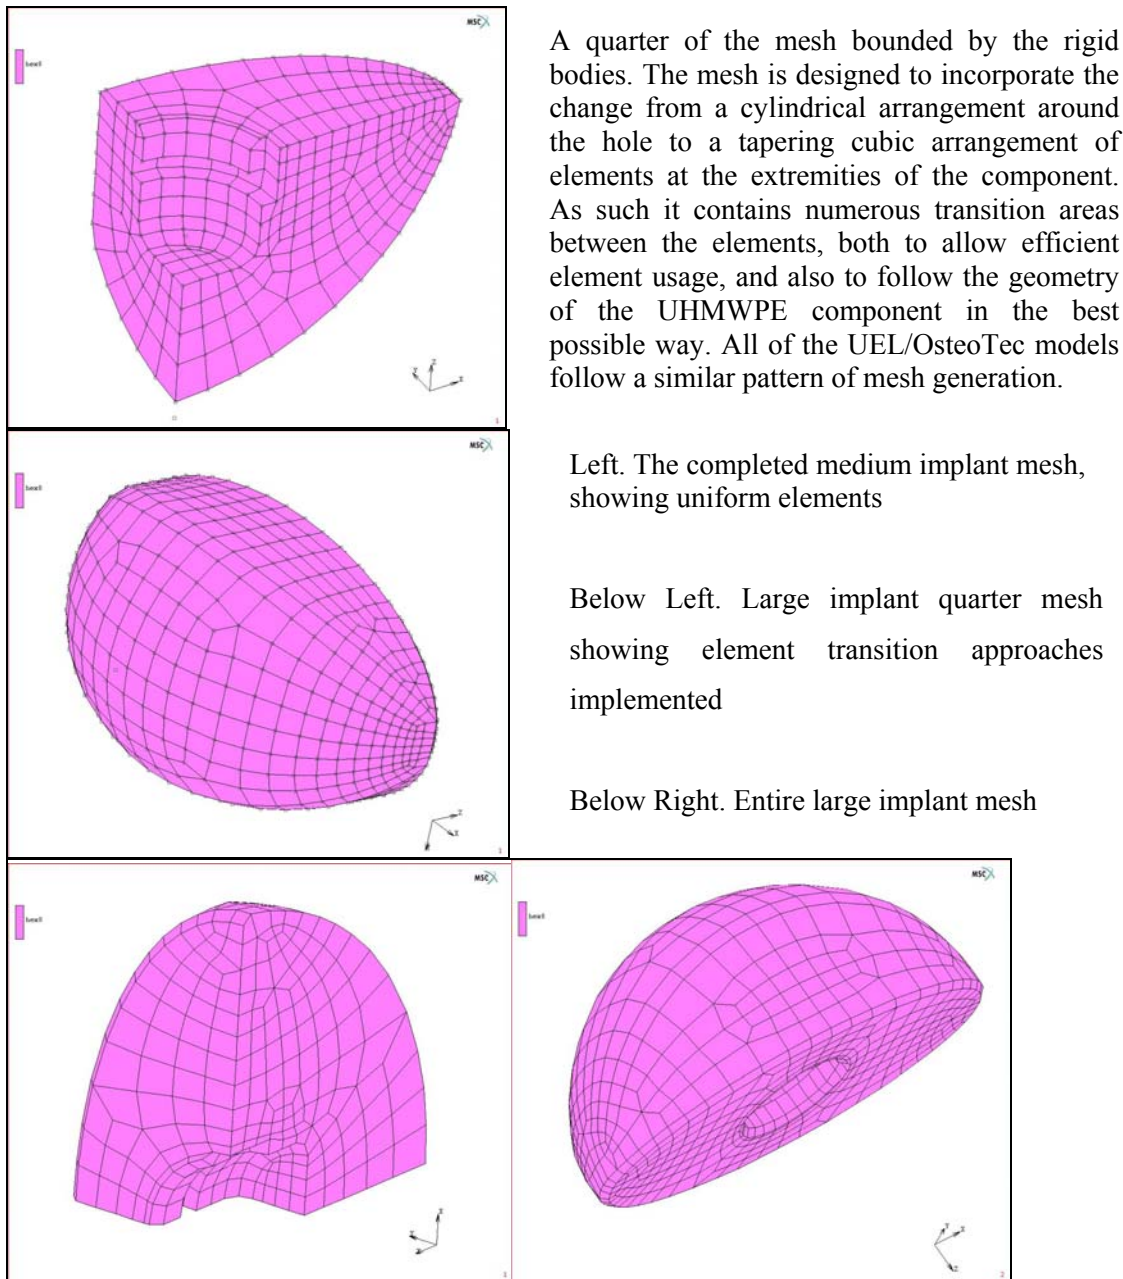 MSC
A quarter of the mesh bounded by the rigid
bodies. The mesh is designed to incorporate the
change from a cylindrical arrangement around
the hole to a tapering cubic arrangement of
elements at the extremities of the component.
As such it contains numerous transition areas
between the elements, both to allow efficient
element usage, and also to follow the geometry
of the UHMWPE component in the best
possible way. All of the UEL/OsteoTec models
follow a similar pattern of mesh generation.
MSC
Left. The completed medium implant mesh,
showing uniform elements
Below Left. Large implant quarter mesh
showing element transition approaches
implemented
Below Right. Entire large implant mesh
MSC
MSC